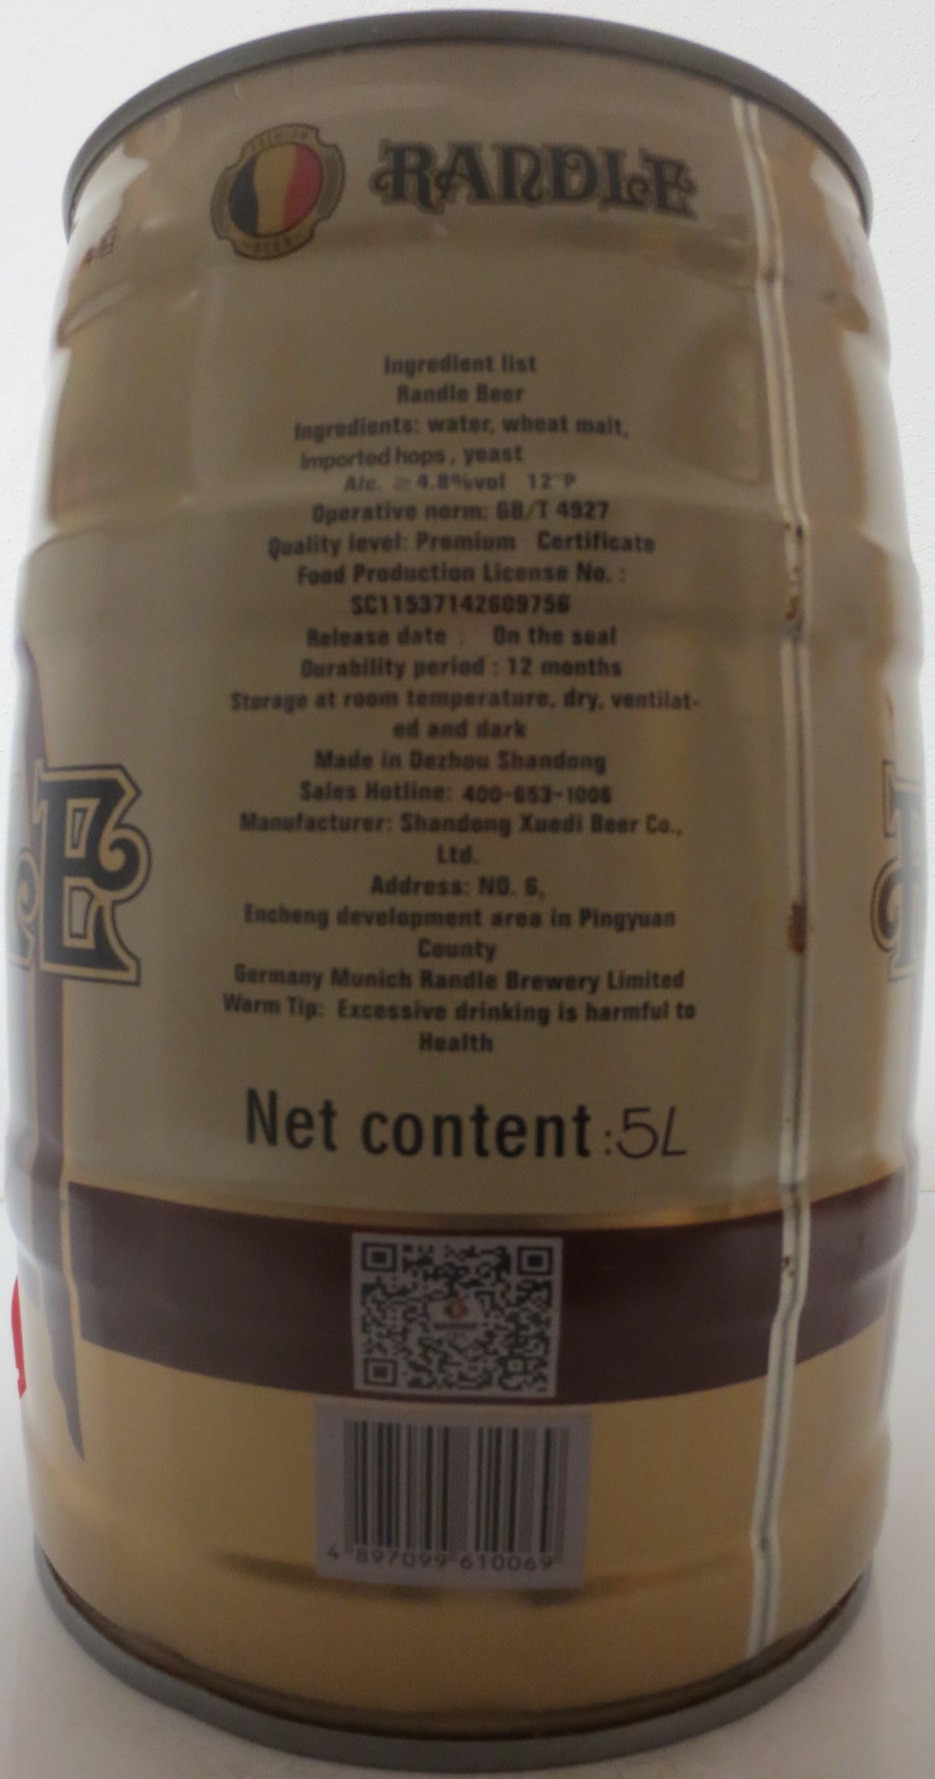 RANDLE
BEER
Ingredient list
Randle Beer
Ingredients: water, wheat malt,
Imported hops, yeast
Alc. ≥4.8%vol 12°P
Operative norm: GB/T 4927
Quality level: Premium Certificate
Food Production License No. :
SC11537142609756
Release date : On the seal
Durability period : 12 months
Storage at room temperature, dry, ventilat-
ed and dark
Made in Dezhou Shandong
Sales Hotline: 400-653-1006
Manufacturer: Shandong Xuedi Beer Co.,
Ltd.
Address: NO. 6,
Encheng development area in Pingyuan
County
Germany Munich Randle Brewery Limited
Warm Tip: Excessive drinking is harmful to
Health
Net content :5L
4 897099 610069